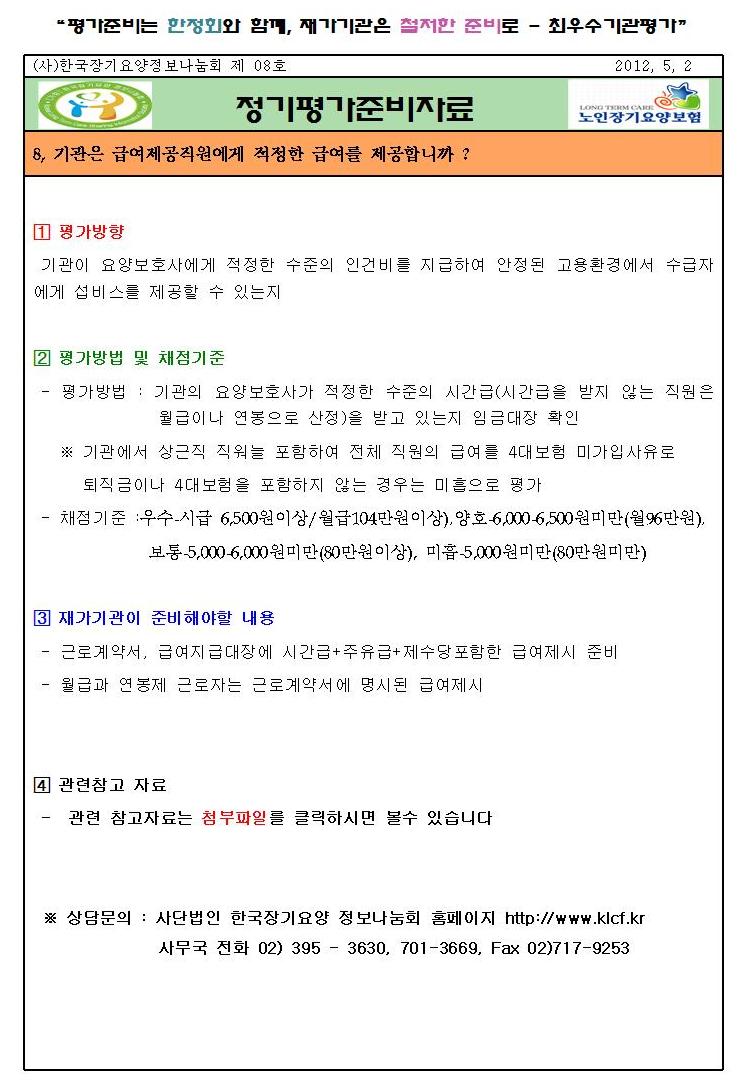 “평가준비는 한정회와 함께, 재가기관은 철저한 준비로 - 최우수기관평가”
(사)한국장기요양정보나눔회 제 08호 2012, 5, 2
정기평가준비자료
LONG TERM CARE
노인장기요양보험
8, 기관은 급여제공직원에게 적정한 급여를 제공합니까 ?
1 평가방향
기관이 요양보호사에게 적정한 수준의 인건비를 지급하여 안정된 고용환경에서 수급자
에게 섭비스를 제공할 수 있는지
2 평가방법 및 채점기준
- 평가방법 : 기관의 요양보호사가 적정한 수준의 시간급(시간급을 받지 않는 직원은
월급이나 연봉으로 산정)을 받고 있는지 임금대장 확인
※ 기관에서 상근직 직워늘 포함하여 전체 직원의 급여를 4대보험 미가입사유로
퇴직금이나 4대보험을 포함하지 않는 경우는 미흡으로 평가
- 채점기준 :우수-시급 6,500원이상/월급104만원이상),양호-6,000-6,500원미만(월96만원),
보통-5,000-6,000원미만(80만원이상), 미흡-5,000원미만(80만원미만)
3 재가기관이 준비해야할 내용
- 근로계약서, 급여지급대장에 시간급+주유급+제수당포함한 급여제시 준비
- 월급과 연봉제 근로자는 근로계약서에 명시된 급여제시
4 관련참고 자료
- 관련 참고자료는 첨부파일를 클릭하시면 볼수 있습니다
※ 상담문의 : 사단법인 한국장기요양 정보나눔회 홈페이지 http://www.klcf.kr
사무국 전화 02) 395 - 3630, 701-3669, Fax 02)717-9253